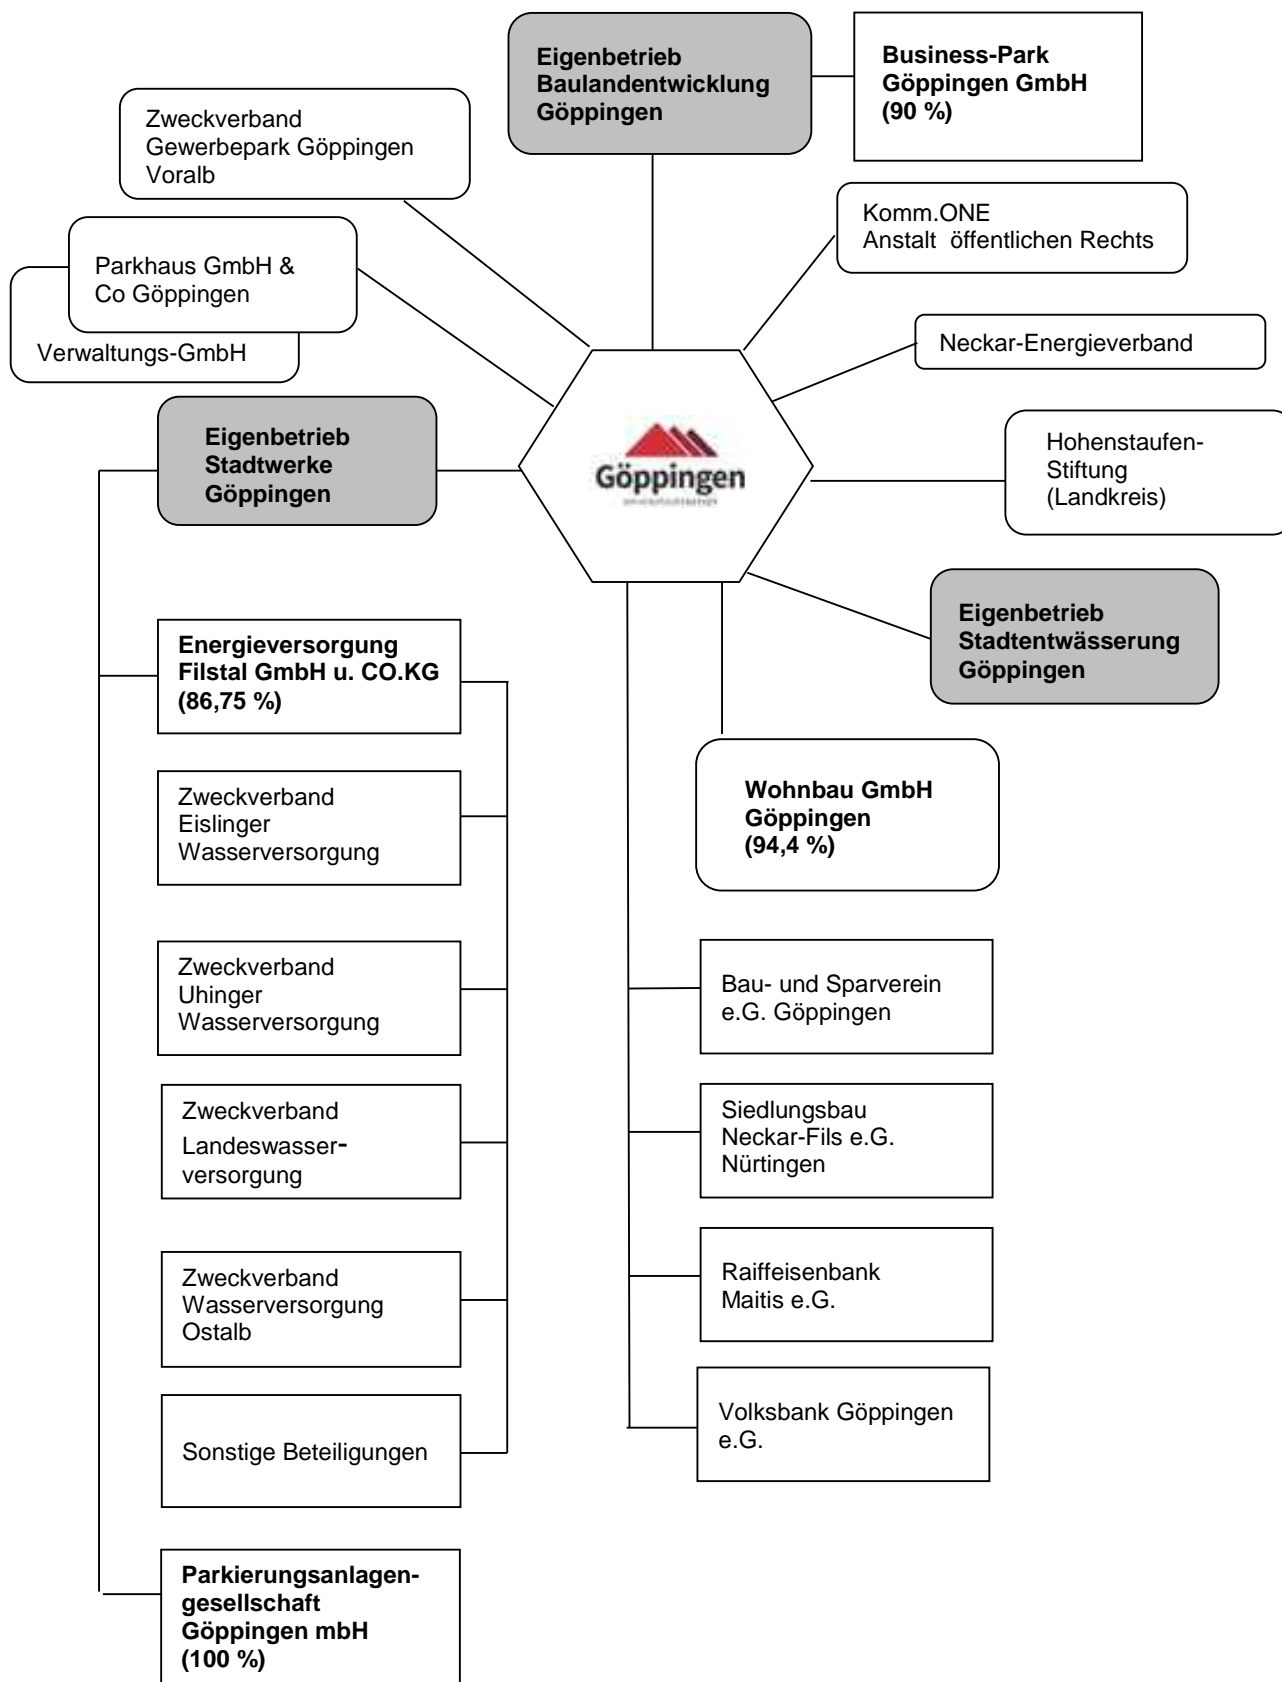 Eigenbetrieb
Baulandentwicklung
Göppingen
Business-Park
Göppingen GmbH
(90 %)
Zweckverband
Gewerbepark Göppingen
Voralb
Komm.ONE
Anstalt öffentlichen Rechts
Parkhaus GmbH &
Co Göppingen
Verwaltungs-GmbH
Neckar-Energieverband
Eigenbetrieb
Stadtwerke
Göppingen
Göppingen
Hohenstaufen-
Stiftung
(Landkreis)
Eigenbetrieb
Stadtentwässerung
Göppingen
Energieversorgung
Filstal GmbH u. CO.KG
(86,75 %)
Zweckverband
Eislinger
Wasserversorgung
Zweckverband
Uhinger
Wasserversorgung
Zweckverband
Landeswasser-
versorgung
Zweckverband
Wasserversorgung
Ostalb
Sonstige Beteiligungen
Parkierungsanlagen-
gesellschaft
Göppingen mbH
(100 %)
Wohnbau GmbH
Göppingen
(94,4 %)
Bau- und Sparverein
e.G. Göppingen
Siedlungsbau
Neckar-Fils e.G.
Nürtingen
Raiffeisenbank
Maitis e.G.
Volksbank Göppingen
e.G.